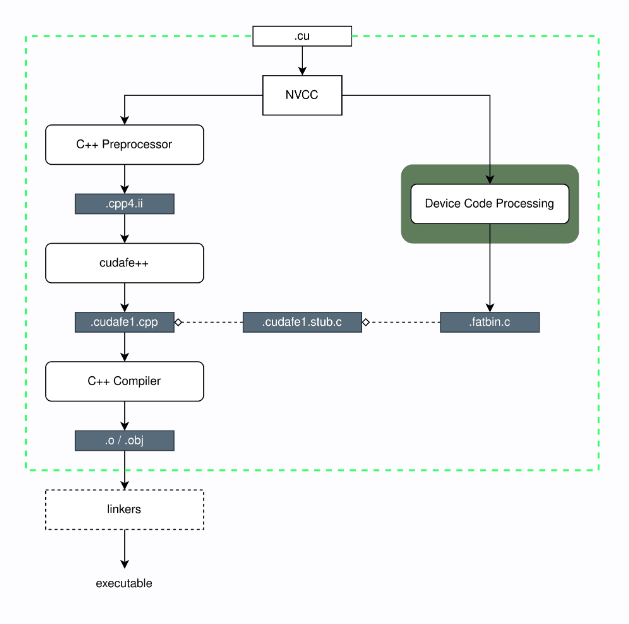 .cu
NVCC
C++ Preprocessor
.cpp4.ii
Device Code Processing
cudafe++
.cudafe1.cpp
.cudafe1.stub.c
.fatbin.c
C++ Compiler
.o / .obj
linkers
executable